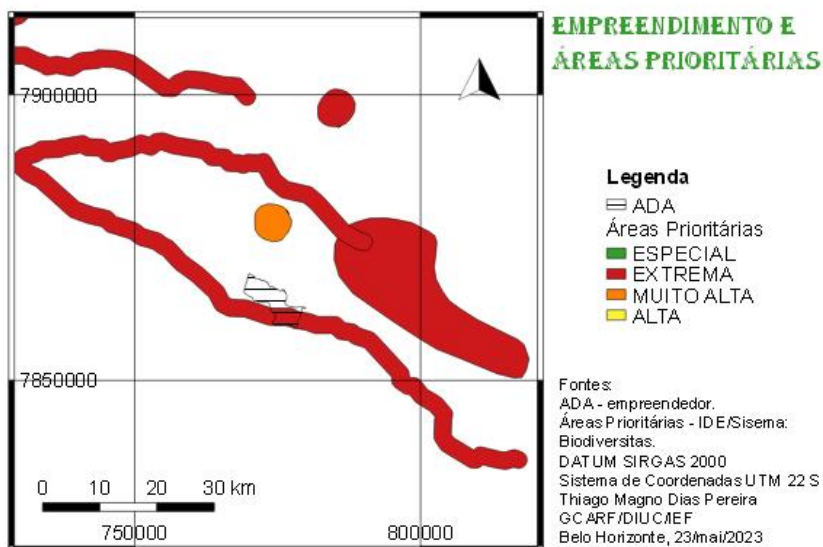 EMPREENDIMENTO E
ÁREAS PRIORITÁRIAS
7900000
7850000
0 10 20 30 km
750000 800000
Legenda
ADA
Áreas Prioritárias
ESPECIAL
EXTREMA
MUITO ALTA
ALTA
Fontes:
ADA - empreendedor.
Áreas Prioritárias - IDE/Sisema:
Biodiversitas.
DATUM SIRGAS 2000
Sistema de Coordenadas UTM 22 S
Thiago Magno Dias Pereira
GCARF/DIUC/IEF
Belo Horizonte, 23/mai/2023